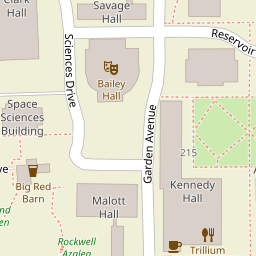 Clark
Hall
Savage
Hall
Reservoir
Sciences Drive
Bailey
Hall
Space
Sciences
Building
Garden Avenue
215
Big Red
Barn
Kennedy
Hall
Malott
Hall
Rockwell
Azalea
Trillium